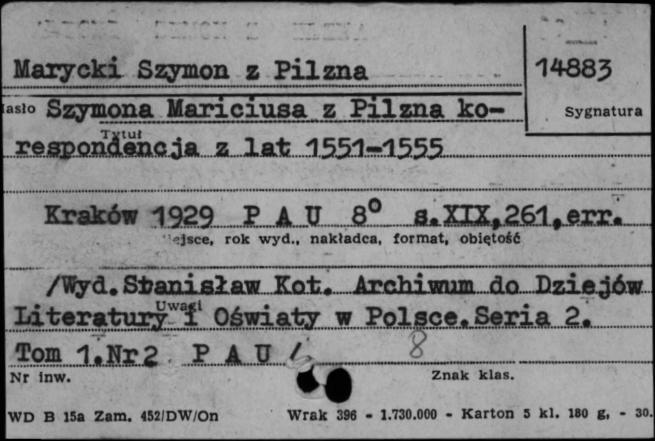 Marycki Szymon z Pilzna
14883
Hasło Szymona Mariciusa z Pilzna ko-
Sygnatura
Tytuł
respondencja z lat 1551-1555
Kraków 1929 P A U 8° s.XIX,261,err.
Miejsce, rok wyd., nakładca, format, objętość
/Wyd.Stanisław Kot. Archiwum do Dziejów
Uwagi
Literatury i Oświaty w Polsce.Seria 2.
Tom 1.Nr2 P A U / 8
Nr inw.
Znak klas.
WD B 15a Zam. 452/DW/On Wrak 396 - 1.730.000 - Karton 5 kl. 180 g, - 30.